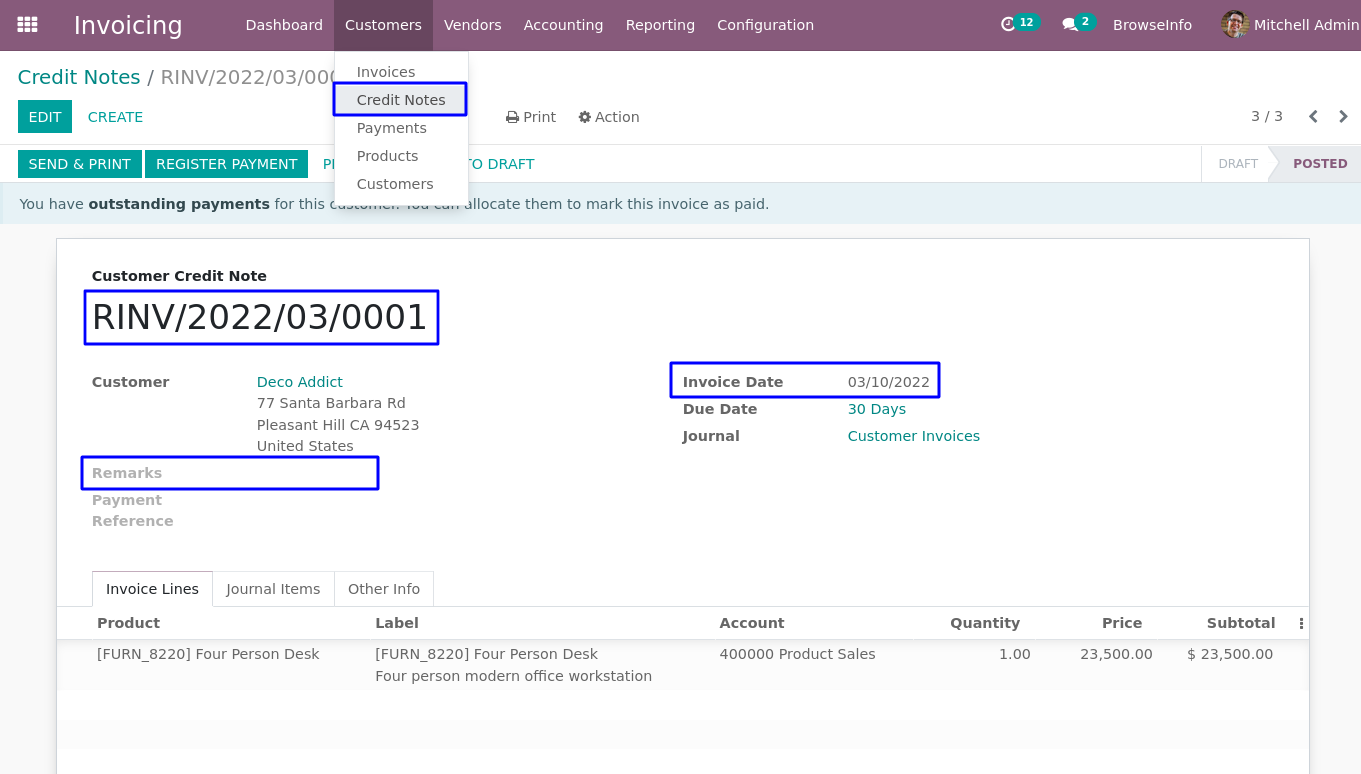 Invoicing Dashboard Customers Vendors Accounting Reporting Configuration 12 2 BrowseInfo Mitchell Admin
Invoices
Credit Notes
Payments
Products
Customers
Credit Notes / RINV/2022/03/000
EDIT CREATE Print Action 3 / 3
SEND & PRINT REGISTER PAYMENT TO DRAFT DRAFT POSTED
You have outstanding payments for this customer. You can allocate them to mark this invoice as paid.
Customer Credit Note
RINV/2022/03/0001
Customer Deco Addict
77 Santa Barbara Rd
Pleasant Hill CA 94523
United States
Remarks
Payment
Reference
Invoice Date 03/10/2022
Due Date 30 Days
Journal Customer Invoices
Invoice Lines Journal Items Other Info
Product Label Account Quantity Price Subtotal
[FURN_8220] Four Person Desk [FURN_8220] Four Person Desk 400000 Product Sales 1.00 23,500.00 $ 23,500.00
Four person modern office workstation